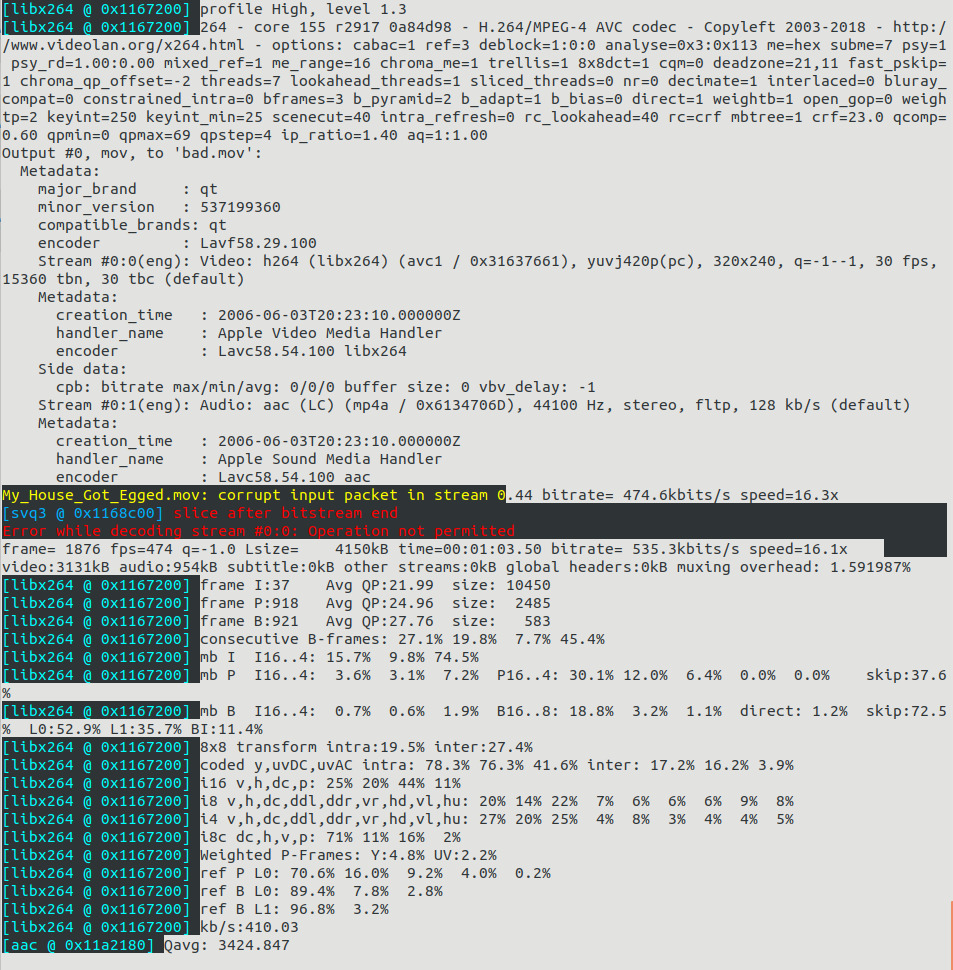 [libx264 @ 0x1167200] profile High, level 1.3
[libx264 @ 0x1167200] 264 - core 155 r2917 0a84d98 - H.264/MPEG-4 AVC codec - Copyleft 2003-2018 - http:/
/www.videolan.org/x264.html - options: cabac=1 ref=3 deblock=1:0:0 analyse=0x3:0x113 me=hex subme=7 psy=1
 psy_rd=1.00:0.00 mixed_ref=1 me_range=16 chroma_me=1 trellis=1 8x8dct=1 cqm=0 deadzone=21,11 fast_pskip=
1 chroma_qp_offset=-2 threads=7 lookahead_threads=1 sliced_threads=0 nr=0 decimate=1 interlaced=0 bluray_
compat=0 constrained_intra=0 bframes=3 b_pyramid=2 b_adapt=1 b_bias=0 direct=1 weightb=1 open_gop=0 weigh
tp=2 keyint=250 keyint_min=25 scenecut=40 intra_refresh=0 rc_lookahead=40 rc=crf mbtree=1 crf=23.0 qcomp=
0.60 qpmin=0 qpmax=69 qpstep=4 ip_ratio=1.40 aq=1:1.00
Output #0, mov, to 'bad.mov':
  Metadata:
    major_brand     : qt
    minor_version   : 537199360
    compatible_brands: qt
    encoder         : Lavf58.29.100
    Stream #0:0(eng): Video: h264 (libx264) (avc1 / 0x31637661), yuvj420p(pc), 320x240, q=-1--1, 30 fps,
15360 tbn, 30 tbc (default)
    Metadata:
      creation_time   : 2006-06-03T20:23:10.000000Z
      handler_name    : Apple Video Media Handler
      encoder         : Lavc58.54.100 libx264
    Side data:
      cpb: bitrate max/min/avg: 0/0/0 buffer size: 0 vbv_delay: -1
    Stream #0:1(eng): Audio: aac (LC) (mp4a / 0x6134706D), 44100 Hz, stereo, fltp, 128 kb/s (default)
    Metadata:
      creation_time   : 2006-06-03T20:23:10.000000Z
      handler_name    : Apple Sound Media Handler
      encoder         : Lavc58.54.100 aac
My_House_Got_Egged.mov: corrupt input packet in stream 0.44 bitrate= 474.6kbits/s speed=16.3x
[svq3 @ 0x1168c00] slice after bitstream end
Error while decoding stream #0:0: Operation not permitted
frame= 1876 fps=474 q=-1.0 Lsize=    4150kB time=00:01:03.50 bitrate= 535.3kbits/s speed=16.1x
video:3131kB audio:954kB subtitle:0kB other streams:0kB global headers:0kB muxing overhead: 1.591987%
[libx264 @ 0x1167200] frame I:37    Avg QP:21.99  size: 10450
[libx264 @ 0x1167200] frame P:918   Avg QP:24.96  size:  2485
[libx264 @ 0x1167200] frame B:921   Avg QP:27.76  size:   583
[libx264 @ 0x1167200] consecutive B-frames: 27.1% 19.8%  7.7% 45.4%
[libx264 @ 0x1167200] mb I  I16..4: 15.7%  9.8% 74.5%
[libx264 @ 0x1167200] mb P  I16..4:  3.6%  3.1%  7.2%  P16..4: 30.1% 12.0%  6.4%  0.0%  0.0%    skip:37.6
%
[libx264 @ 0x1167200] mb B  I16..4:  0.7%  0.6%  1.9%  B16..8: 18.8%  3.2%  1.1%  direct: 1.2%  skip:72.5
%  L0:52.9% L1:35.7% BI:11.4%
[libx264 @ 0x1167200] 8x8 transform intra:19.5% inter:27.4%
[libx264 @ 0x1167200] coded y,uvDC,uvAC intra: 78.3% 76.3% 41.6% inter: 17.2% 16.2% 3.9%
[libx264 @ 0x1167200] i16 v,h,dc,p: 25% 20% 44% 11%
[libx264 @ 0x1167200] i8 v,h,dc,ddl,ddr,vr,hd,vl,hu: 20% 14% 22%  7%  6%  6%  6%  9%  8%
[libx264 @ 0x1167200] i4 v,h,dc,ddl,ddr,vr,hd,vl,hu: 27% 20% 25%  4%  8%  3%  4%  4%  5%
[libx264 @ 0x1167200] i8c dc,h,v,p: 71% 11% 16%  2%
[libx264 @ 0x1167200] Weighted P-Frames: Y:4.8% UV:2.2%
[libx264 @ 0x1167200] ref P L0: 70.6% 16.0%  9.2%  4.0%  0.2%
[libx264 @ 0x1167200] ref B L0: 89.4%  7.8%  2.8%
[libx264 @ 0x1167200] ref B L1: 96.8%  3.2%
[libx264 @ 0x1167200] kb/s:410.03
[aac @ 0x11a2180] Qavg: 3424.847